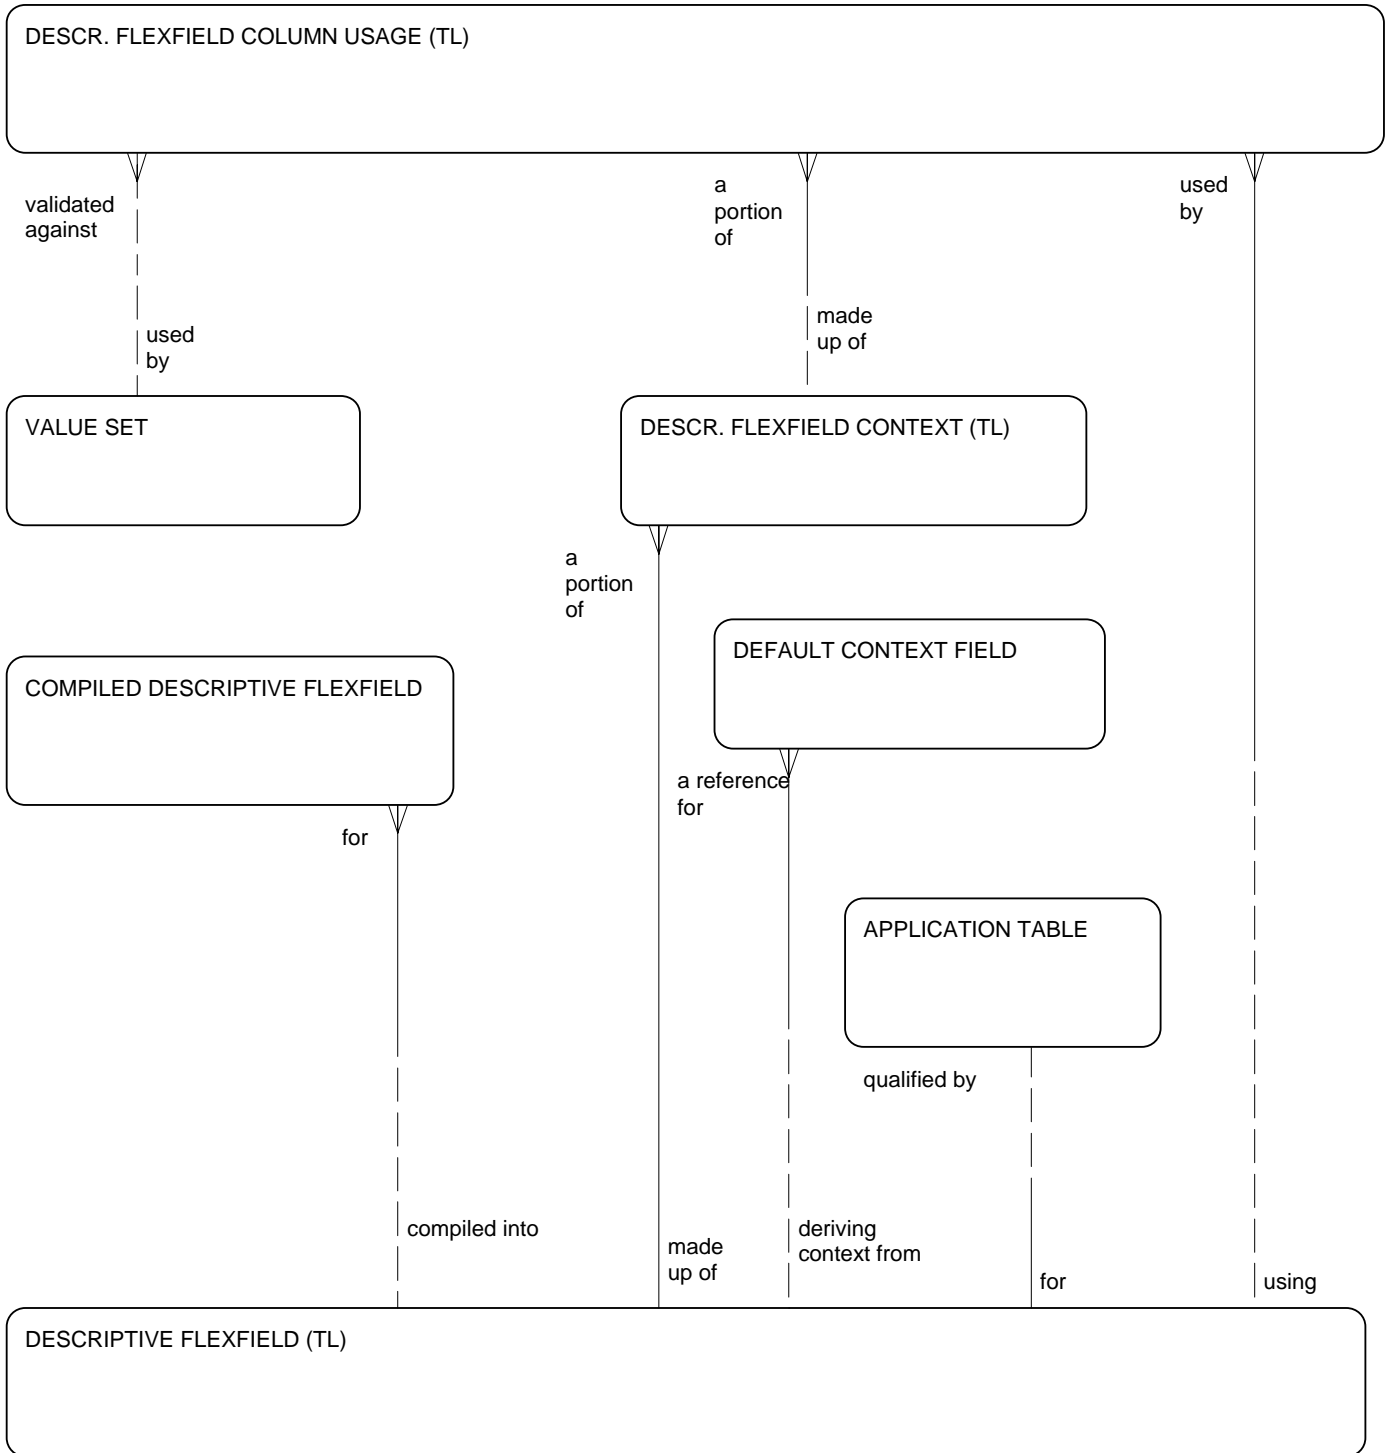 DESCR. FLEXFIELD COLUMN USAGE (TL)
validated
against
a
portion
of
used
by
used
by
made
up of
VALUE SET
DESCR. FLEXFIELD CONTEXT (TL)
a
portion
of
DEFAULT CONTEXT FIELD
COMPILED DESCRIPTIVE FLEXFIELD
a reference
for
for
APPLICATION TABLE
qualified by
compiled into
made
up of
deriving
context from
for
using
DESCRIPTIVE FLEXFIELD (TL)